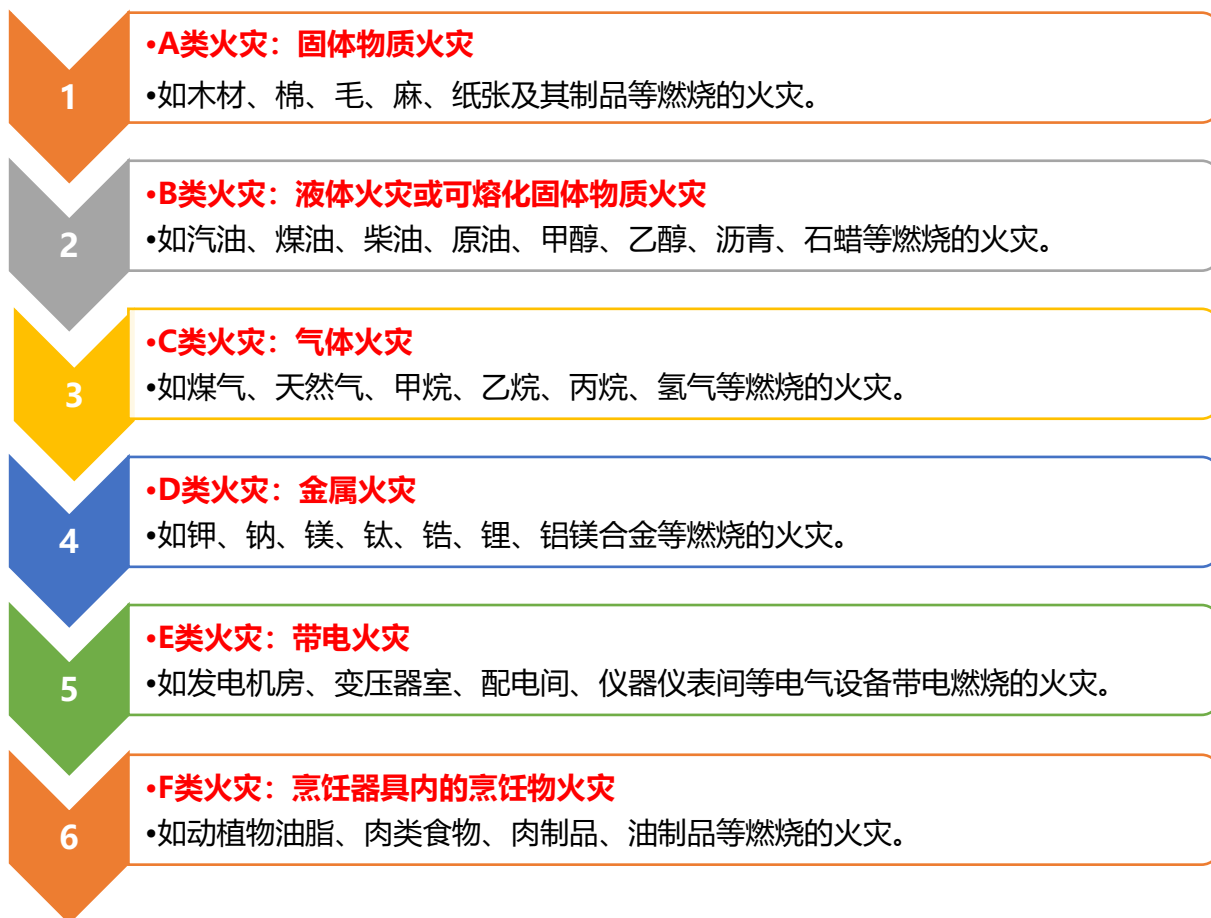 1
•A类火灾：固体物质火灾
•如木材、棉、毛、麻、纸张及其制品等燃烧的火灾。
2
•B类火灾：液体火灾或可熔化固体物质火灾
•如汽油、煤油、柴油、原油、甲醇、乙醇、沥青、石蜡等燃烧的火灾。
3
•C类火灾：气体火灾
•如煤气、天然气、甲烷、乙烷、丙烷、氢气等燃烧的火灾。
4
•D类火灾：金属火灾
•如钾、钠、镁、钛、锆、锂、铝镁合金等燃烧的火灾。
5
•E类火灾：带电火灾
•如发电机房、变压器室、配电间、仪器仪表间等电气设备带电燃烧的火灾。
6
•F类火灾：烹饪器具内的烹饪物火灾
•如动植物油脂、肉类食物、肉制品、油制品等燃烧的火灾。